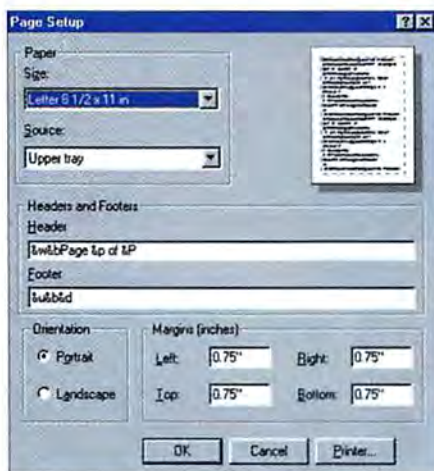 Page Setup
Paper
Size:
Letter 8 1/2 x 11 in
Source:
Upper tray
Headers and Footers
Header
&w&bPage &p of &P
Footer
&u&b&d
Orientation
Portrait
Landscape
Margins (inches)
Left: 0.75" Right: 0.75"
Top: 0.75" Bottom: 0.75"
OK Cancel Printer...